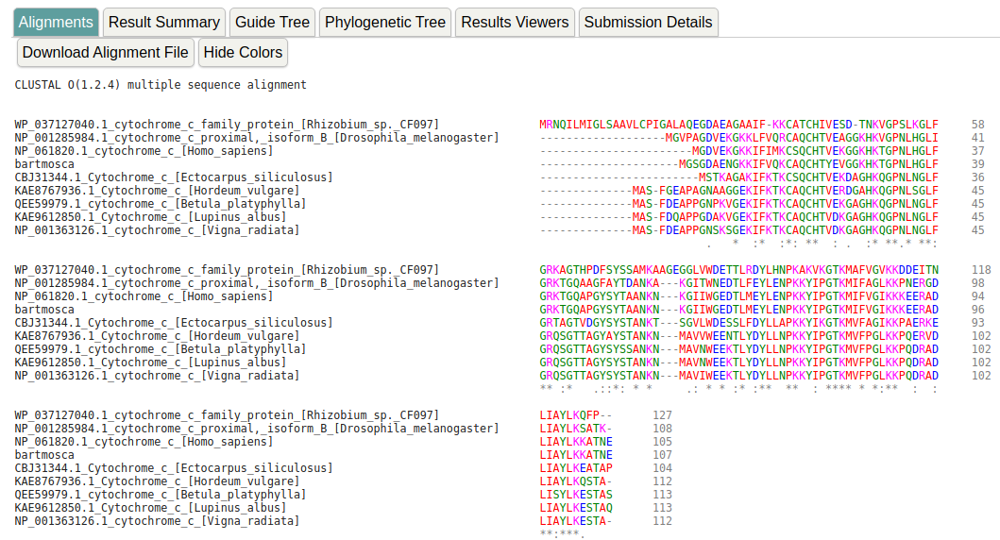 Alignments Result Summary Guide Tree Phylogenetic Tree Results Viewers Submission Details
Download Alignment File Hide Colors
CLUSTAL O(1.2.4) multiple sequence alignment
WP_037127040.1_cytochrome_c_family_protein_[Rhizobium_sp._CF097] MRNQILMIGLSAAVLCPIGALAQEGDAEAGAAIF-KKCATCHIVESD-TNKVGPSLKGLF 58
NP_001285984.1_cytochrome_c_proximal,_isoform_B_[Drosophila_melanogaster] -------------------MGVPAGDVEKGKKLFVQRCAQCHTVEAGGKHKVGPNLHGLI 41
NP_061820.1_cytochrome_c_[Homo_sapiens] -----------------------MGDVEKGKKIFIMKCSQCHTVEKGGKHKTGPNLHGLF 37
bartmosca ---------------------MGSGDAENGKKIFVQKCAQCHTYEVGGKHKTGPNLHGLF 39
CBJ31344.1_Cytochrome_c_[Ectocarpus_siliculosus] ------------------------MSTKAGAKIFKTKCSQCHTVEKDAGHKQGPNLNGLF 36
KAE8767936.1_Cytochrome_c_[Hordeum_vulgare] --------------MAS-FGEAPAGNAAGGEKIFKTKCAQCHTVERDGAHKQGPNLSGLF 45
QEE59979.1_cytochrome_c_[Betula_platyphylla] --------------MAS-FDEAPPGNPKVGEKIFKTKCAQCHTVEKGAGHKQGPNLNGLF 45
KAE9612850.1_Cytochrome_c_[Lupinus_albus] --------------MAS-FDQAPPGDAKVGEKIFKTKCAQCHTVDKGAGHKQGPNLNGLF 45
NP_001363126.1_cytochrome_c_[Vigna_radiata] --------------MAS-FDEAPPGNSKSGEKIFKTKCAQCHTVDKGAGHKQGPNLNGLF 45
. * :* :*: ** : . :* **.* **:
WP_037127040.1_cytochrome_c_family_protein_[Rhizobium_sp._CF097] GRKAGTHPDFSYSSAMKAAGEGGLVWDETTLRDYLHNPKAKVKGTKMAFVGVKKDDEITN 118
NP_001285984.1_cytochrome_c_proximal,_isoform_B_[Drosophila_melanogaster] GRKTGQAAGFAYTDANKA---KGITWNEDTLFEYLENPKKYIPGTKMIFAGLKKPNERGD 98
NP_061820.1_cytochrome_c_[Homo_sapiens] GRKTGQAPGYSYTAANKN---KGIIWGEDTLMEYLENPKKYIPGTKMIFVGIKKKEERAD 94
bartmosca GRKTGQAPGYSYTAANKN---KGIIWGEDTLMEYLENPKKYIPGTKMIFVGIKKKEERAD 96
CBJ31344.1_Cytochrome_c_[Ectocarpus_siliculosus] GRTAGTVDGYSYSTANKT---SGVLWDESSLFDYLLAPKKYIKGTKMVFAGIKKPAERKE 93
KAE8767936.1_Cytochrome_c_[Hordeum_vulgare] GRQSGTTAGYAYSTANKN---MAVVWEENTLYDYLLNPKKYIPGTKMVFPGLKKPQERVD 102
QEE59979.1_cytochrome_c_[Betula_platyphylla] GRQSGTTAGYSYSSANKN---MAVNWEEKTLYDYLLNPKKYIPGTKMVFPGLKKPQDRAD 102
KAE9612850.1_Cytochrome_c_[Lupinus_albus] GRQSGTTAGYSYSTANKN---MAVNWEEKTLYDYLLNPKKYIPGTKMVFPGLKKPQDRAD 102
NP_001363126.1_cytochrome_c_[Vigna_radiata] GRQSGTTAGYSYSTANKN---MAVIWEEKTLYDYLLNPKKYIPGTKMVFPGLKKPQDRAD 102
** :* .::*: * * .: * * :* :** ** : **** * *:** : :
WP_037127040.1_cytochrome_c_family_protein_[Rhizobium_sp._CF097] LIAYLKQFP-- 127
NP_001285984.1_cytochrome_c_proximal,_isoform_B_[Drosophila_melanogaster] LIAYLKSATK- 108
NP_061820.1_cytochrome_c_[Homo_sapiens] LIAYLKKATNE 105
bartmosca LIAYLKKATNE 107
CBJ31344.1_Cytochrome_c_[Ectocarpus_siliculosus] LIAYLKEATAP 104
KAE8767936.1_Cytochrome_c_[Hordeum_vulgare] LIAYLKQSTA- 112
QEE59979.1_cytochrome_c_[Betula_platyphylla] LISYLKESTAS 113
KAE9612850.1_Cytochrome_c_[Lupinus_albus] LIAYLKESTAQ 113
NP_001363126.1_cytochrome_c_[Vigna_radiata] LIAYLKESTA- 112
**:***.